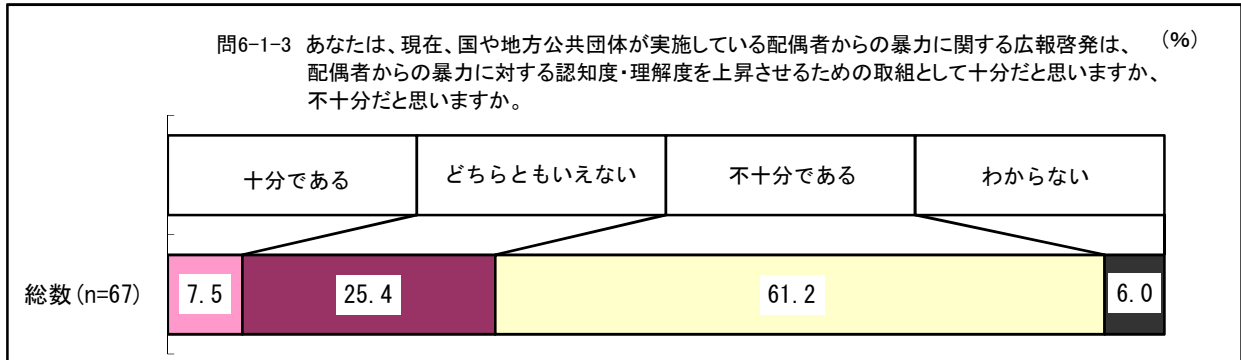 問6-1-3 あなたは、現在、国や地方公共団体が実施している配偶者からの暴力に関する広報啓発は、 (%)
配偶者からの暴力に対する認知度・理解度を上昇させるための取組として十分だと思いますか、
不十分だと思いますか。
十分である どちらともいえない 不十分である わからない
総数(n=67) 7.5 25.4 61.2 6.0